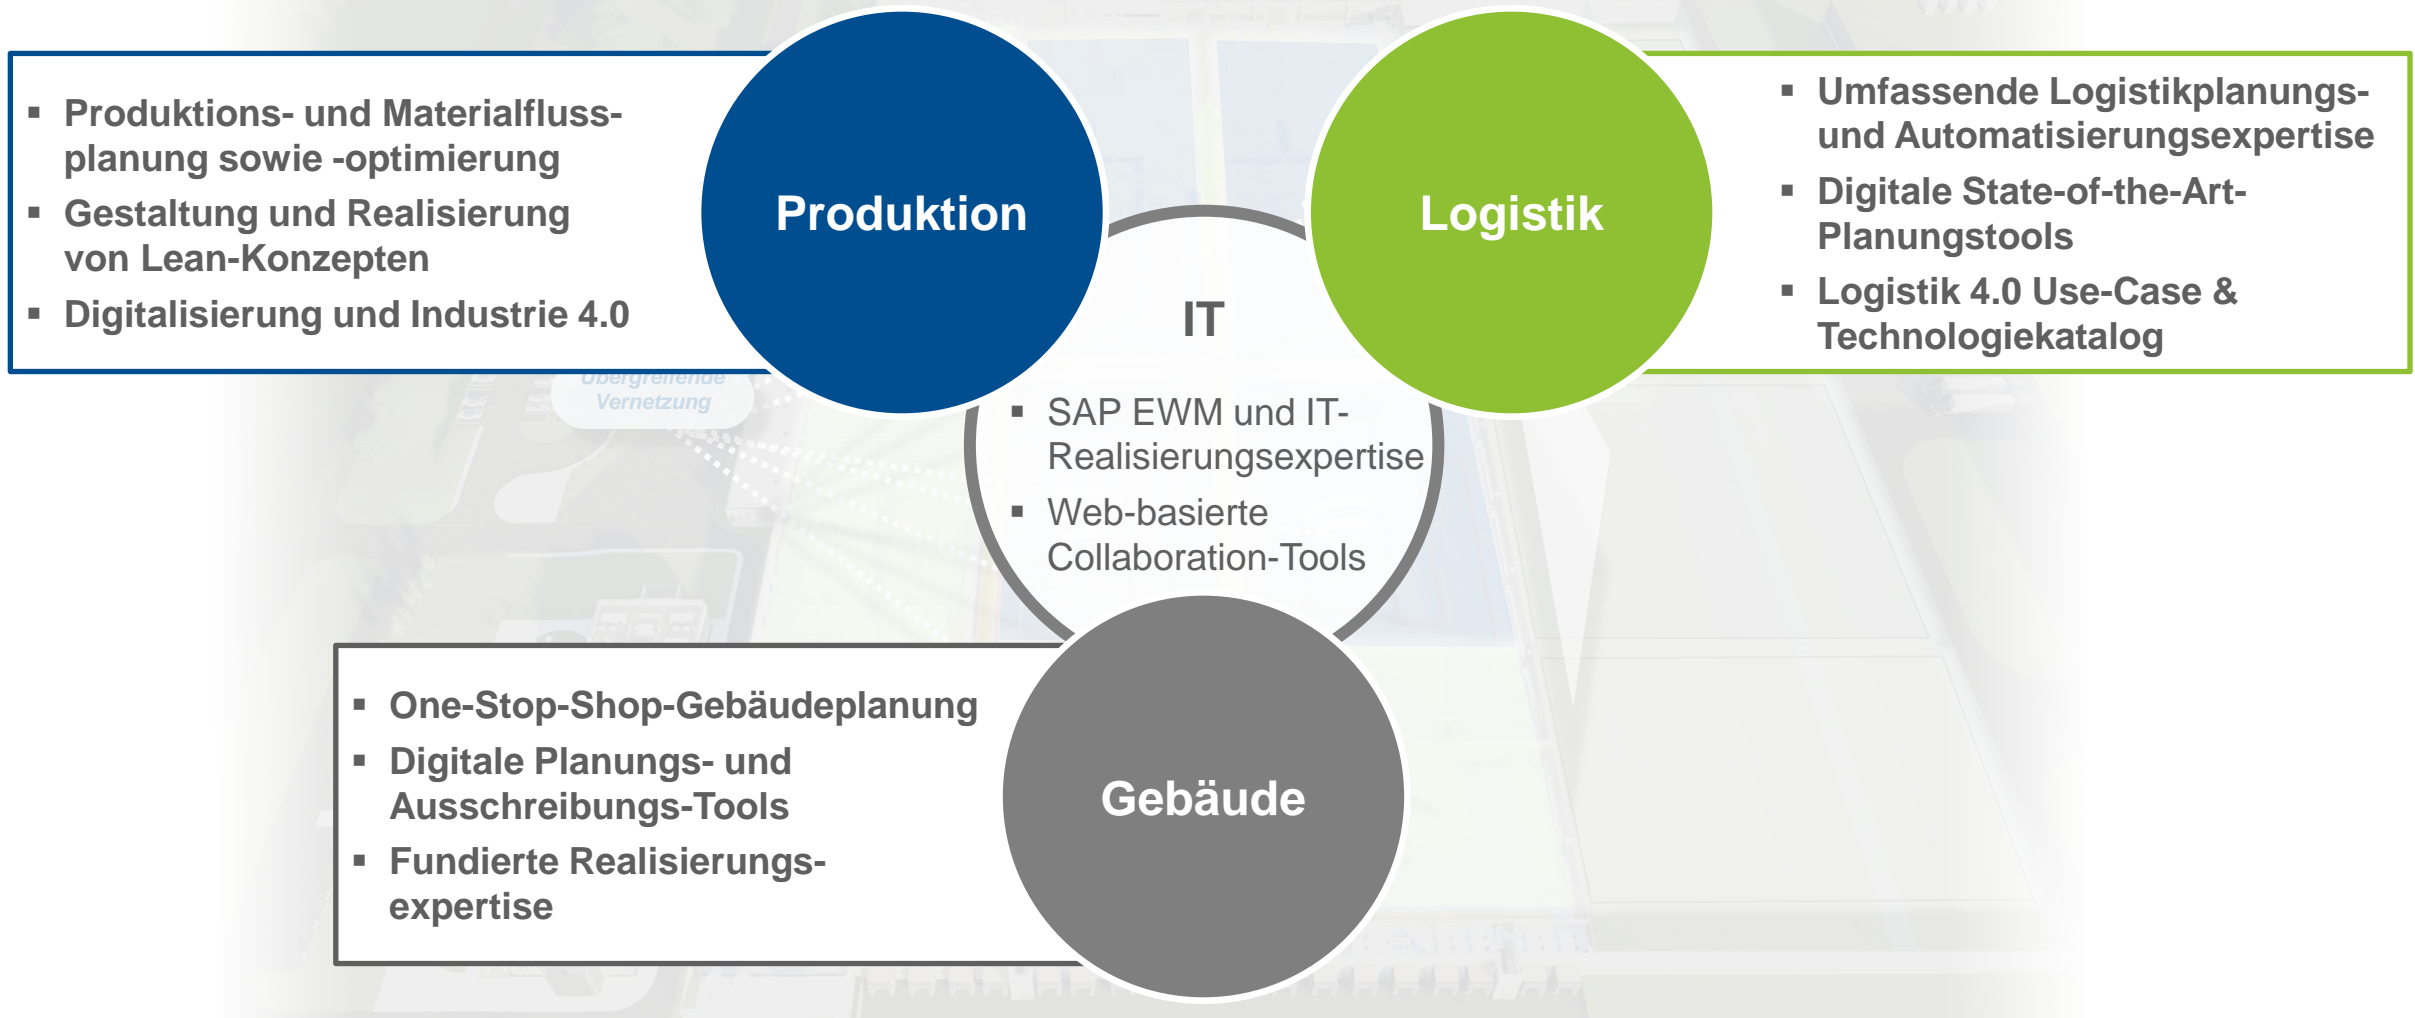 Produktion
▪ Produktions- und Materialfluss-
planung sowie -optimierung
▪ Gestaltung und Realisierung
von Lean-Konzepten
▪ Digitalisierung und Industrie 4.0
Logistik
▪ Umfassende Logistikplanungs-
und Automatisierungsexpertise
▪ Digitale State-of-the-Art-
Planungstools
▪ Logistik 4.0 Use-Case &
Technologiekatalog
IT
▪ SAP EWM und IT-
Realisierungsexpertise
▪ Web-basierte
Collaboration-Tools
Übergreifende
Vernetzung
Gebäude
▪ One-Stop-Shop-Gebäudeplanung
▪ Digitale Planungs- und
Ausschreibungs-Tools
▪ Fundierte Realisierungs-
expertise